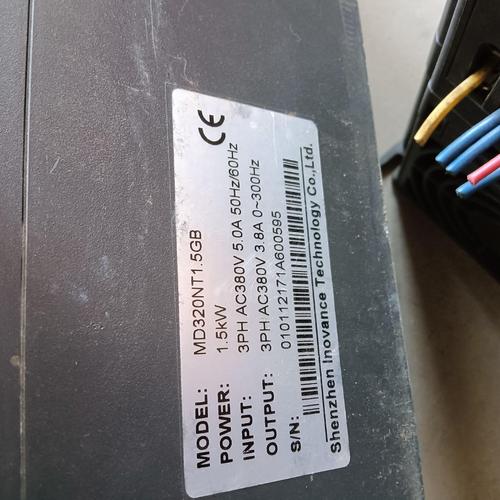 CE
MODEL: MD320NT1.5GB
POWER: 1.5kW
INPUT: 3PH AC380V 5.0A 50Hz/60Hz
OUTPUT: 3PH AC380V 3.8A 0~300Hz
S/N: 010112171A600595
Shenzhen Inovance Technology Co.,Ltd.